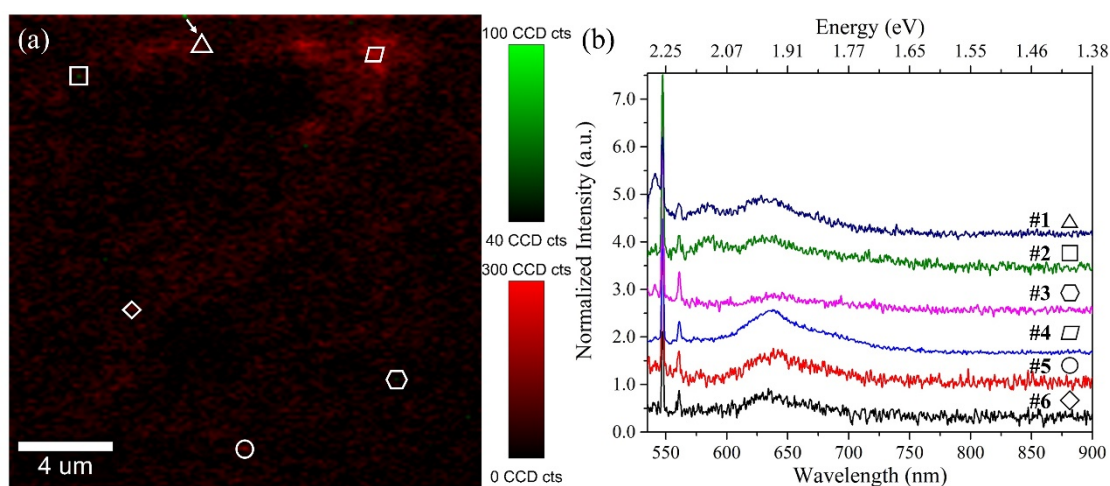 (a)
100 CCD cts
40 CCD cts
300 CCD cts
0 CCD cts
4 um
(b)
Energy (eV)
2.25 2.07 1.91 1.77 1.65 1.55 1.46 1.38
Normalized Intensity (a.u.)
7.0
5.0
4.0
3.0
2.0
1.0
0.0
#1
#2
#3
#4
#5
#6
550 600 650 700 750 800 850 900
Wavelength (nm)